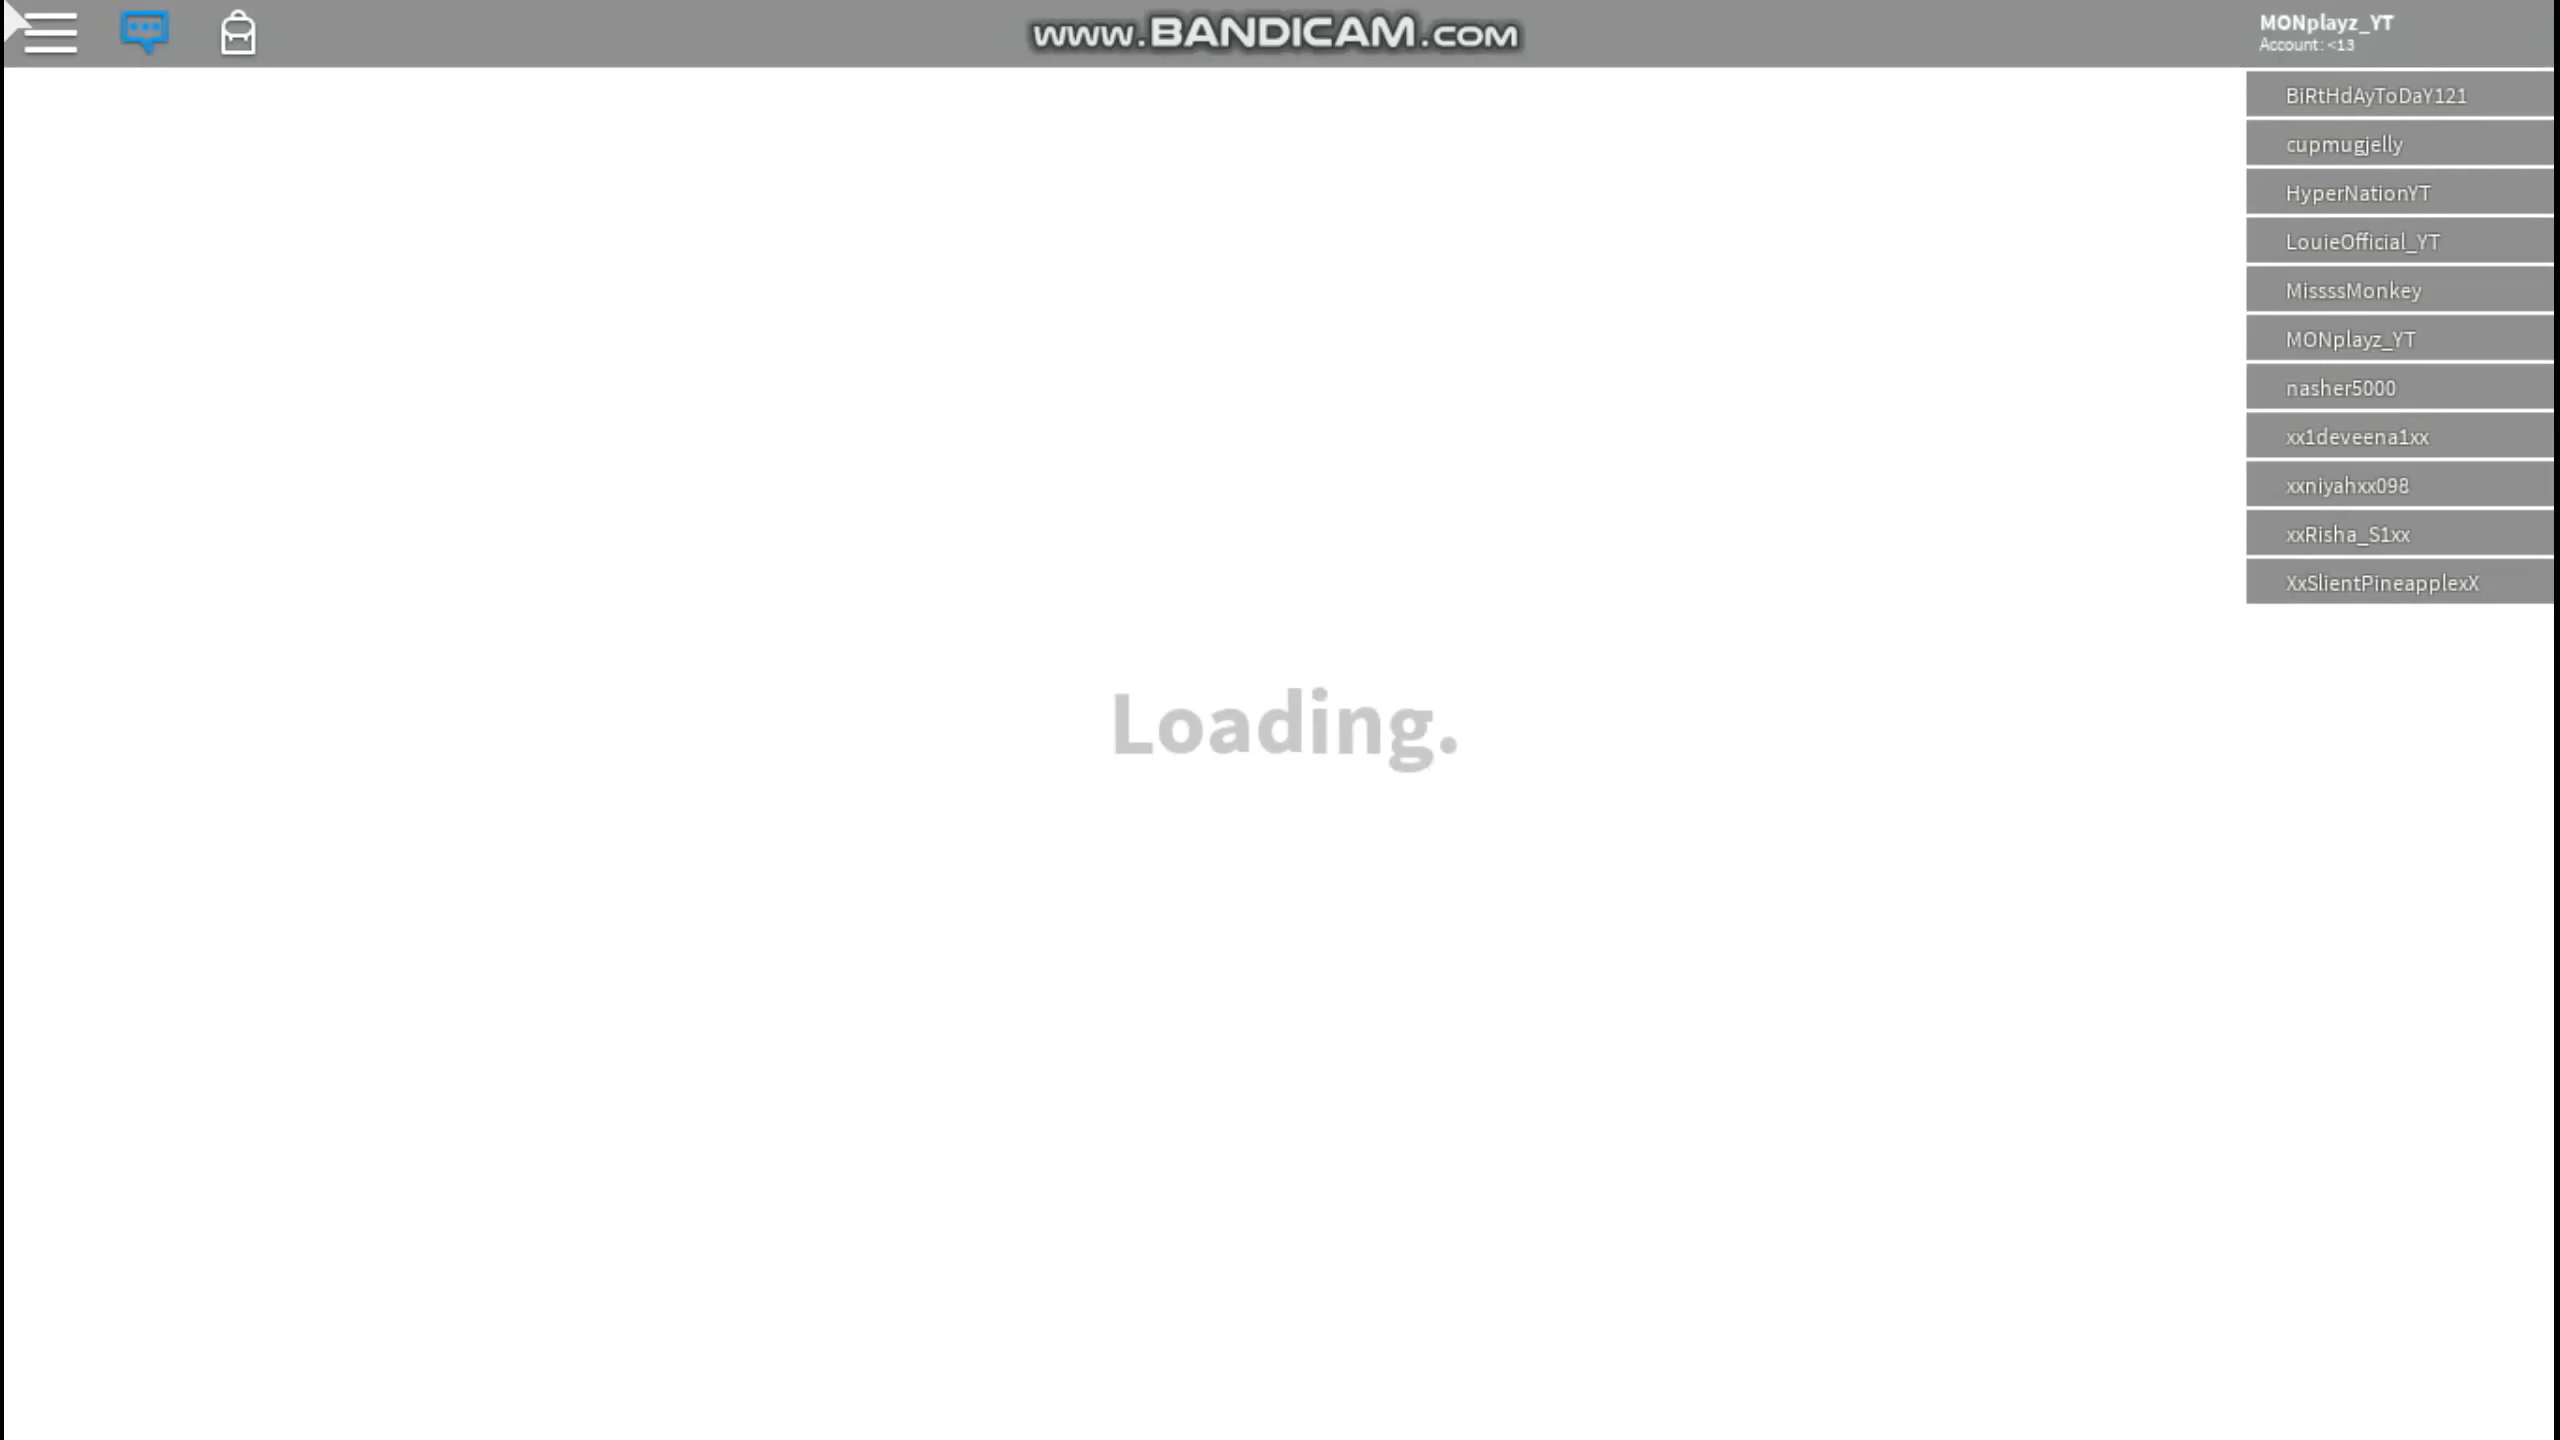 www.BANDICAM.com
MONplayz_YT
Account: <13
BiRtHdAyToDaY121
cupmugjelly
HyperNationYT
LouieOfficial_YT
MissssMonkey
MONplayz_YT
nasher5000
xx1deveena1xx
xxniyahxx098
xxRisha_S1xx
XxSlientPineapplexX
Loading.